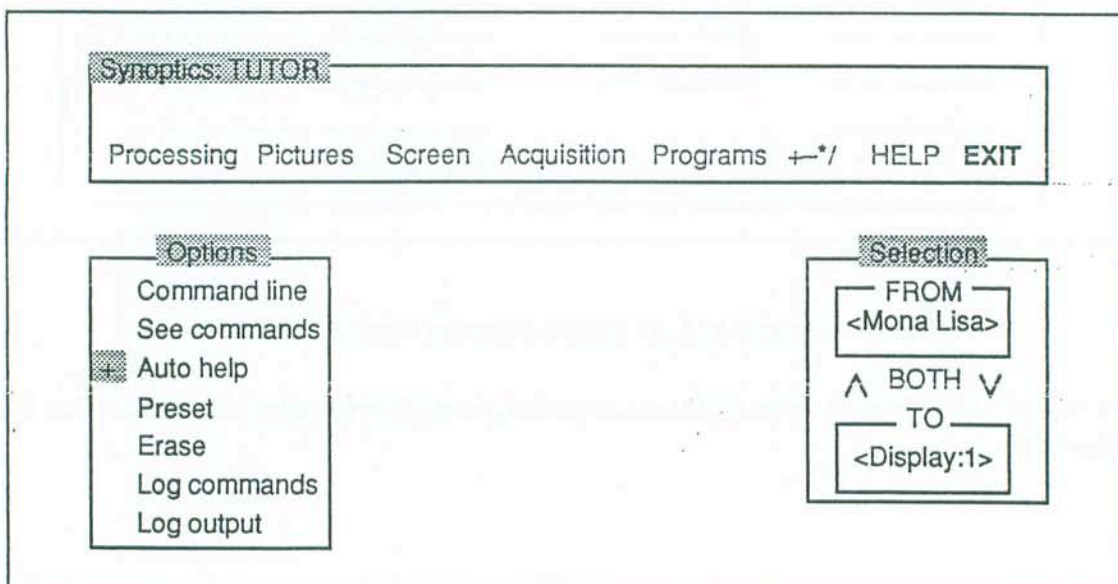 Synoptics: TUTOR
Processing Pictures Screen Acquisition Programs +-*/ HELP EXIT
Options
Command line
See commands
+ Auto help
Preset
Erase
Log commands
Log output
Selection
FROM
<Mona Lisa>
∧ BOTH ∨
TO
<Display:1>